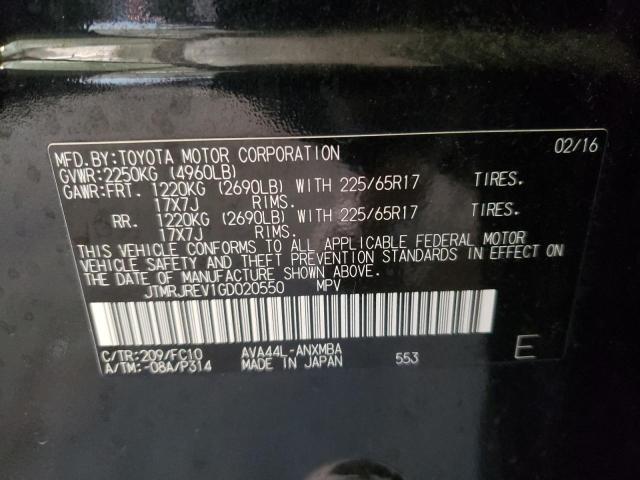 MFD.BY:TOYOTA MOTOR CORPORATION 02/16
GVWR:2250KG (4960LB)
GAWR:FRT. 1220KG (2690LB) WITH 225/65R17 TIRES.
17X7J RIMS.
RR. 1220KG (2690LB) WITH 225/65R17 TIRES.
17X7J RIMS.
THIS VEHICLE CONFORMS TO ALL APPLICABLE FEDERAL MOTOR
VEHICLE SAFETY AND THEFT PREVENTION STANDARDS IN EFFECT ON
THE DATE OF MANUFACTURE SHOWN ABOVE.
JTMRJREV1GD020550 MPV
C/TR:209/FC10 AVA44L-ANXMBA
A/TM:-08A/P314 MADE IN JAPAN 553 E